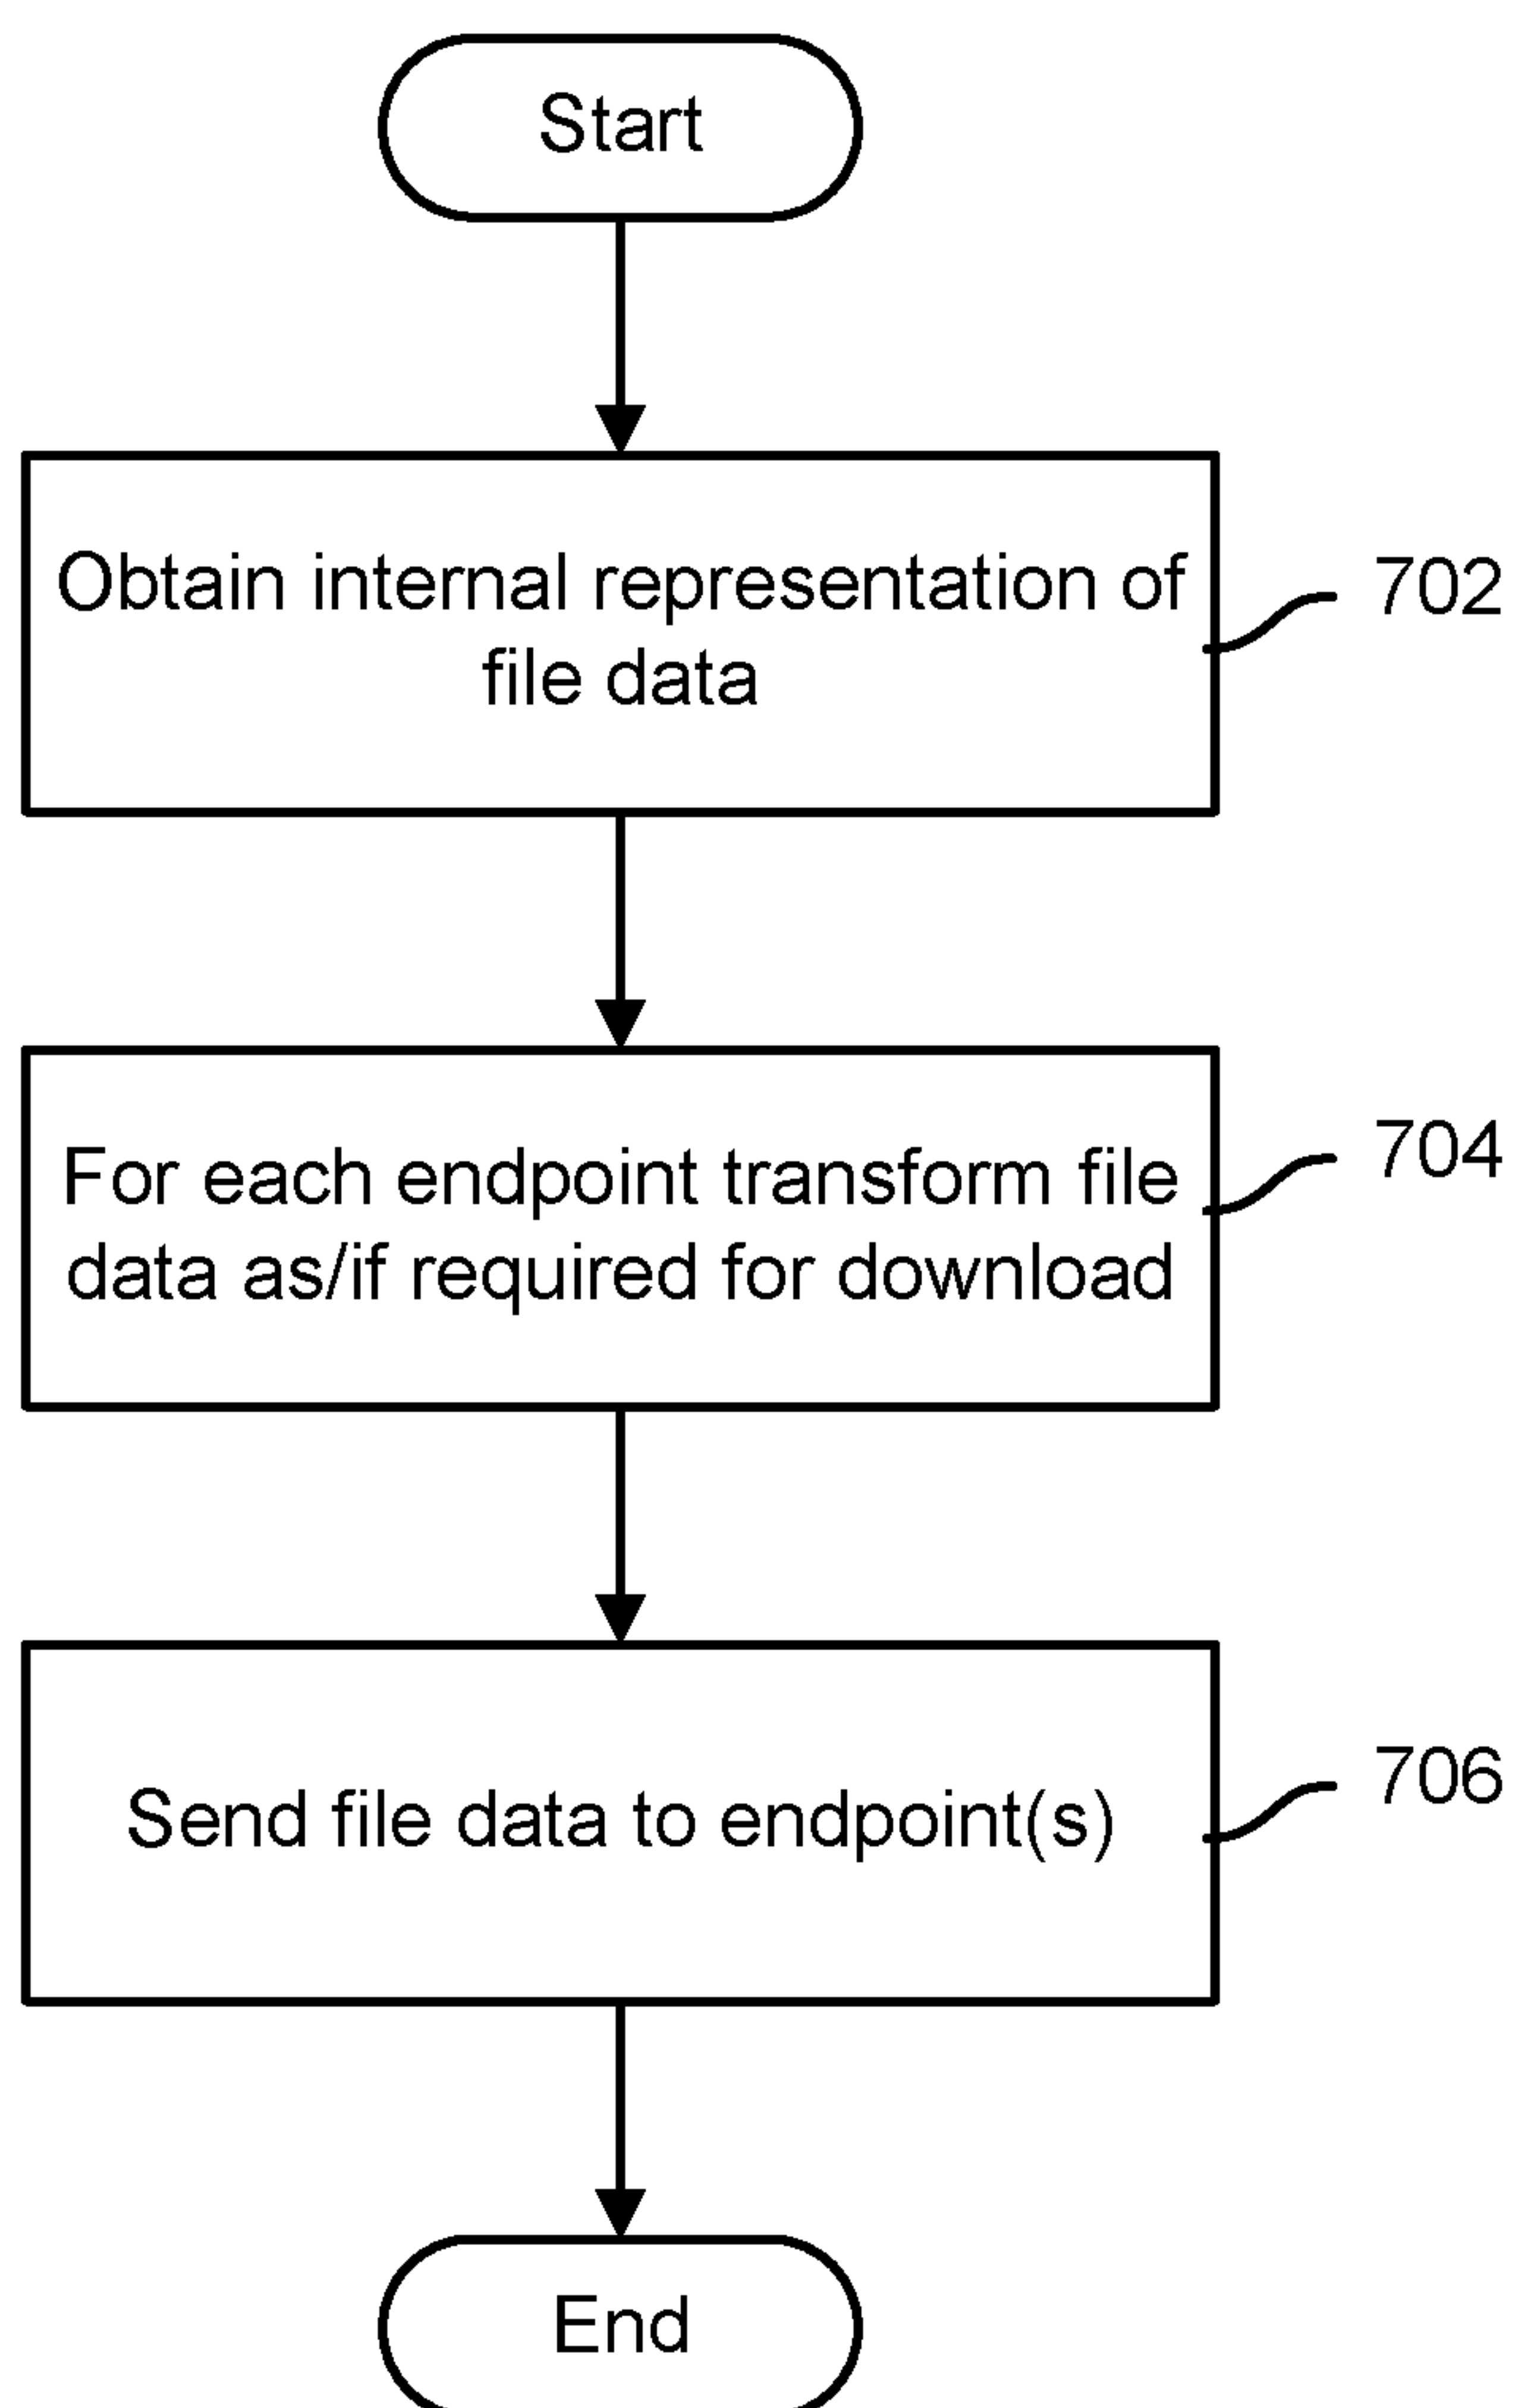 Start
Obtain internal representation of
file data
702
For each endpoint transform file
data as/if required for download
704
Send file data to endpoint(s)
706
End